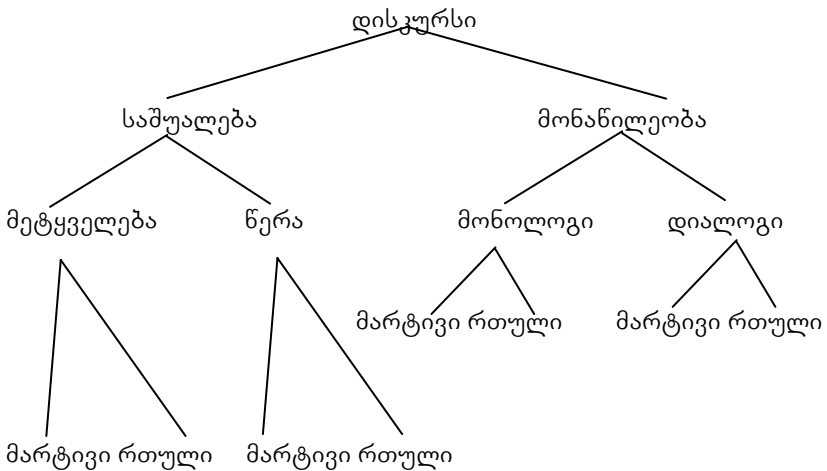 დისკურსი
საშუალება მონაწილეობა
მეტყველება წერა მონოლოგი დიალოგი
მარტივი რთული მარტივი რთული
მარტივი რთული მარტივი რთული